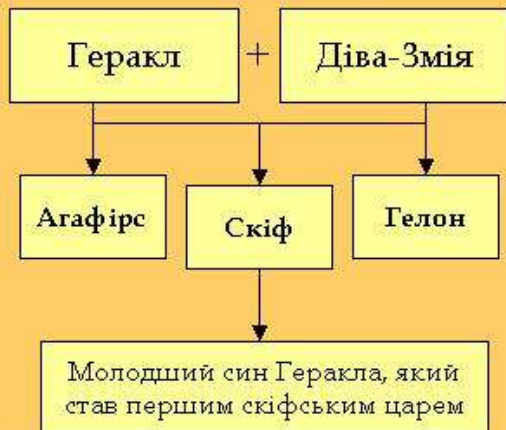 Геракл + Діва-Змія
Агафірс Скіф Гелон
Молодший син Геракла, який
став першим скіфським царем